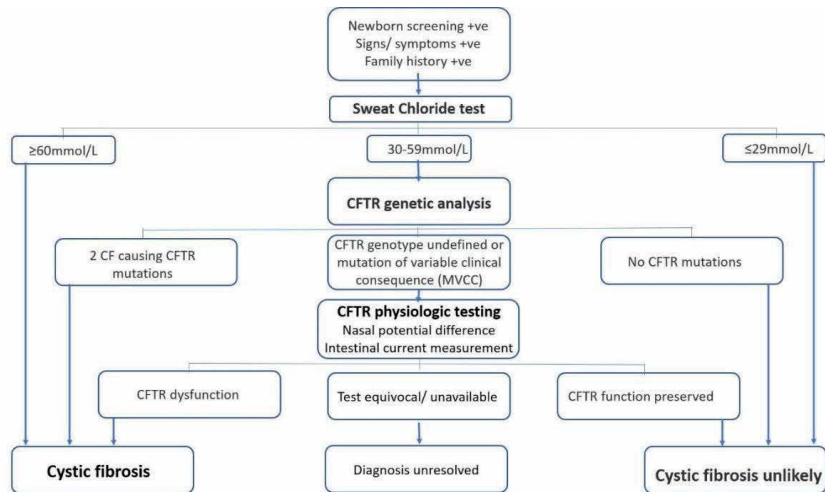 Newborn screening +ve
Signs/ symptoms +ve
Family history +ve
Sweat Chloride test
≥60mmol/L
30-59mmol/L
≤29mmol/L
CFTR genetic analysis
2 CF causing CFTR
mutations
CFTR genotype undefined or
mutation of variable clinical
consequence (MVCC)
No CFTR mutations
CFTR physiologic testing
Nasal potential difference
Intestinal current measurement
CFTR dysfunction
Test equivocal/ unavailable
CFTR function preserved
Cystic fibrosis
Diagnosis unresolved
Cystic fibrosis unlikely